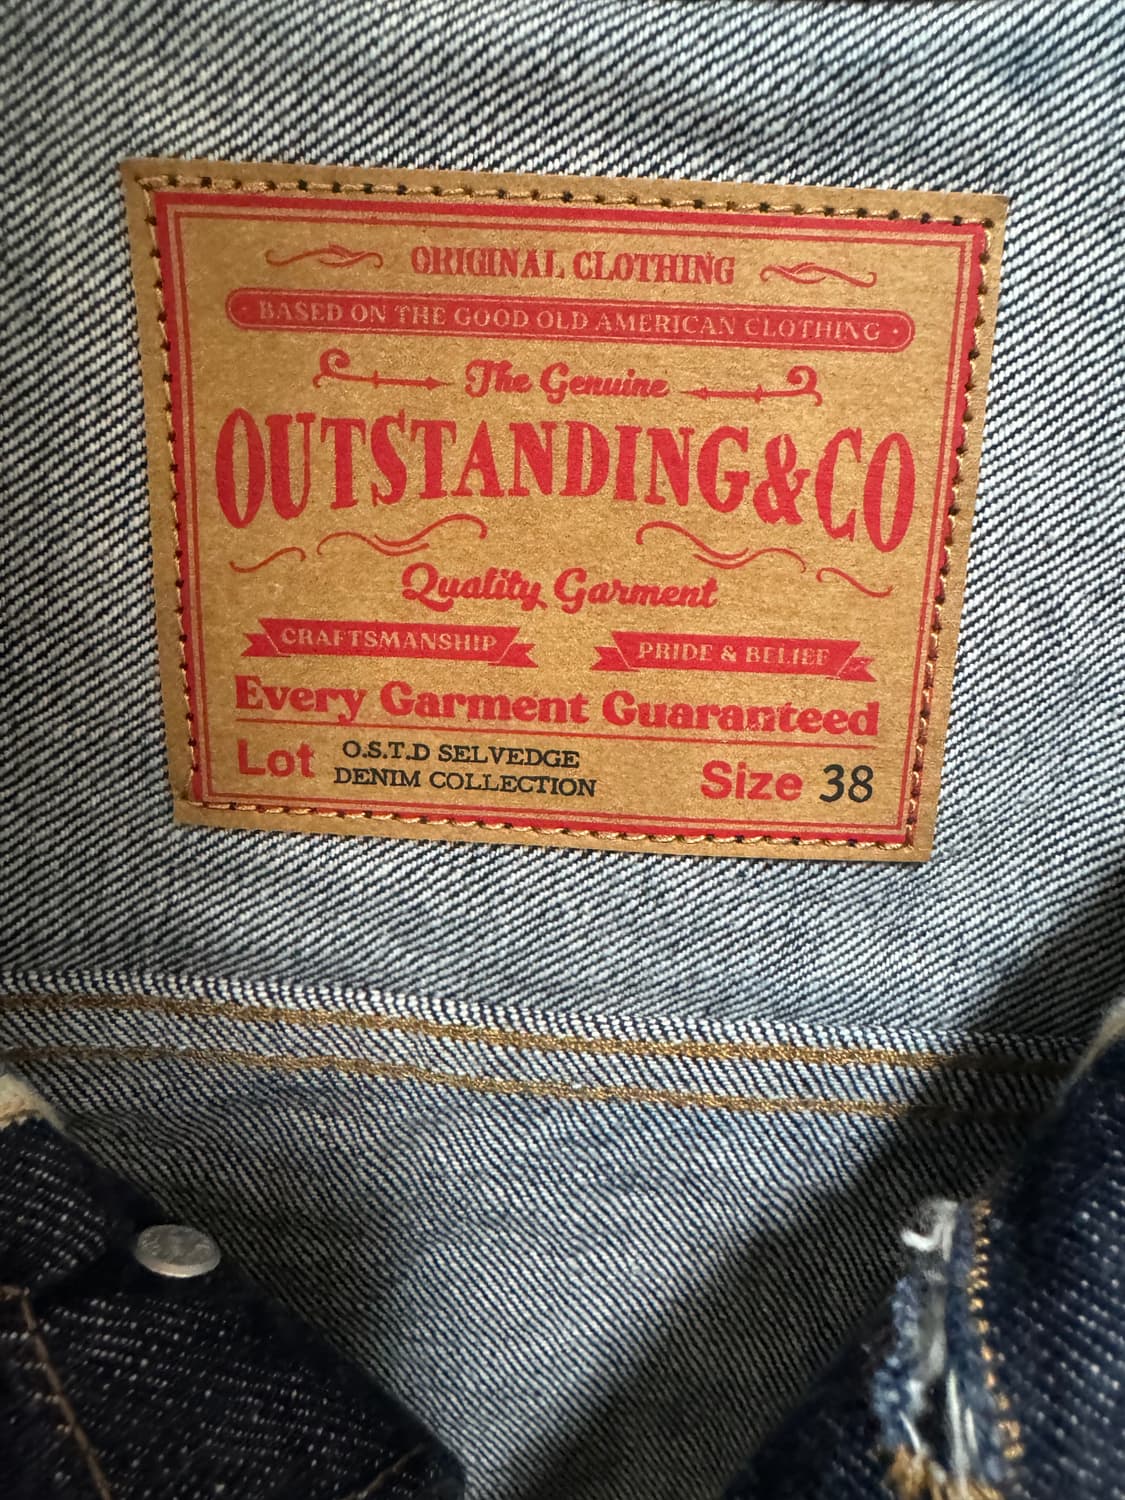 ORIGINAL CLOTHING
BASED ON THE GOOD OLD AMERICAN CLOTHING
The Genuine
OUTSTANDING&CO
Quality Garment
CRAFTSMANSHIP PRIDE & BELIEF
Every Garment Guaranteed
Lot O.S.T.D SELVEDGE
DENIM COLLECTION
Size 38